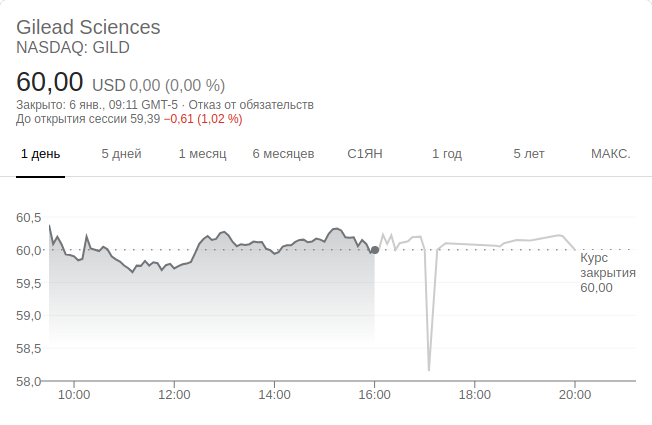 Gilead Sciences
NASDAQ: GILD
60,00 USD 0,00 (0,00 %)
Закрыто: 6 янв., 09:11 GMT-5 · Отказ от обязательств
До открытия сессии 59,39 −0,61 (1,02 %)
1 день 5 дней 1 месяц 6 месяцев С1ЯН 1 год 5 лет МАКС.
60,5
60,0
59,5
59,0
58,5
58,0
Курс
закрытия
60,00
10:00 12:00 14:00 16:00 18:00 20:00